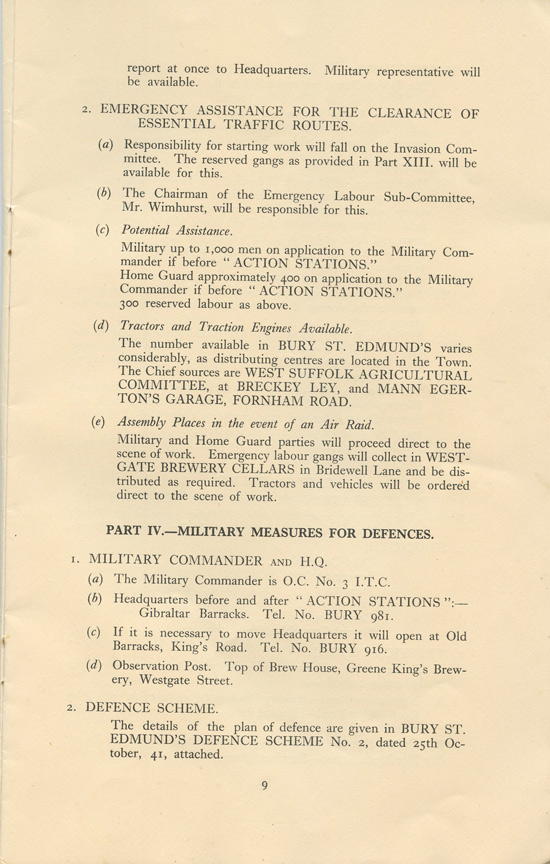 report at once to Headquarters. Military representative will
be available.
2. EMERGENCY ASSISTANCE FOR THE CLEARANCE OF
ESSENTIAL TRAFFIC ROUTES.
(a) Responsibility for starting work will fall on the Invasion Com-
mittee. The reserved gangs as provided in Part XIII. will be
available for this.
(b) The Chairman of the Emergency Labour Sub-Committee,
Mr. Wimhurst, will be responsible for this.
(c) Potential Assistance.
Military up to 1,000 men on application to the Military Com-
mander if before " ACTION STATIONS."
Home Guard approximately 400 on application to the Military
Commander if before " ACTION STATIONS."
300 reserved labour as above.
(d) Tractors and Traction Engines Available.
The number available in BURY ST. EDMUND'S varies
considerably, as distributing centres are located in the Town.
The Chief sources are WEST SUFFOLK AGRICULTURAL
COMMITTEE, at BRECKEY LEY, and MANN EGER-
TON'S GARAGE, FORNHAM ROAD.
(e) Assembly Places in the event of an Air Raid.
Military and Home Guard parties will proceed direct to the
scene of work. Emergency labour gangs will collect in WEST-
GATE BREWERY CELLARS in Bridewell Lane and be dis-
tributed as required. Tractors and vehicles will be ordered
direct to the scene of work.
PART IV.—MILITARY MEASURES FOR DEFENCES.
1. MILITARY COMMANDER AND H.Q.
(a) The Military Commander is O.C. No. 3 I.T.C.
(b) Headquarters before and after " ACTION STATIONS ":—
Gibraltar Barracks. Tel. No. BURY 981.
(c) If it is necessary to move Headquarters it will open at Old
Barracks, King's Road. Tel. No. BURY 916.
(d) Observation Post. Top of Brew House, Greene King's Brew-
ery, Westgate Street.
2. DEFENCE SCHEME.
The details of the plan of defence are given in BURY ST.
EDMUND'S DEFENCE SCHEME No. 2, dated 25th Oc-
tober, 41, attached.
9